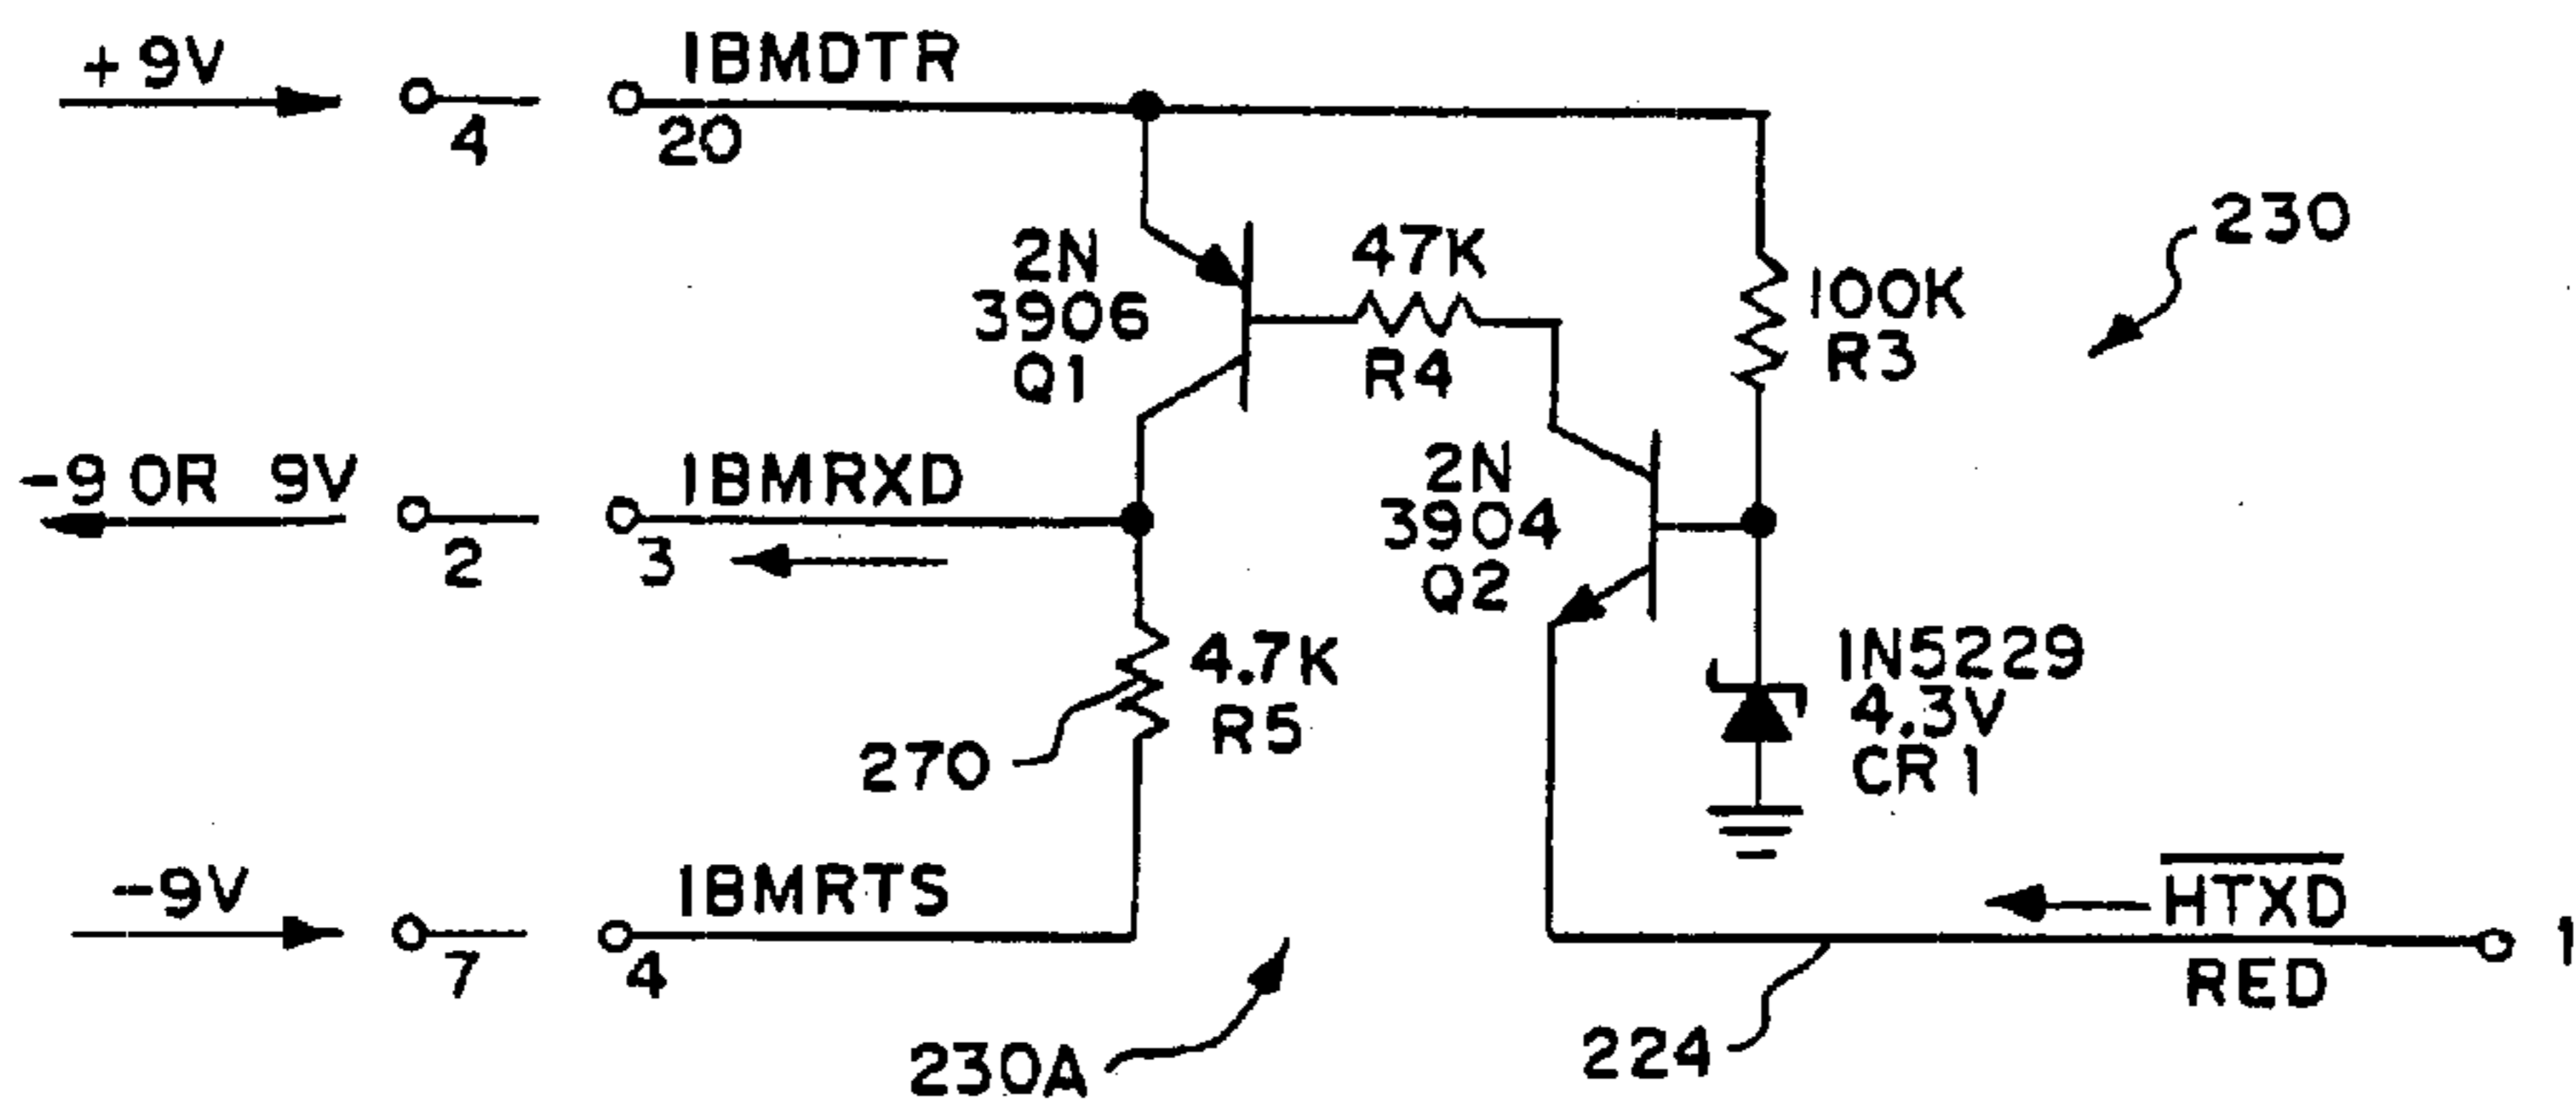 +9V
4
20
IBMDTR
2N
3906
Q1
47K
R4
100K
R3
230
-9 OR 9V
2
3
IBMRXD
2N
3904
Q2
4.7K
R5
270
1N5229
4.3V
CR1
-9V
7
4
IBMRTS
HTXD
RED
1
224
230A